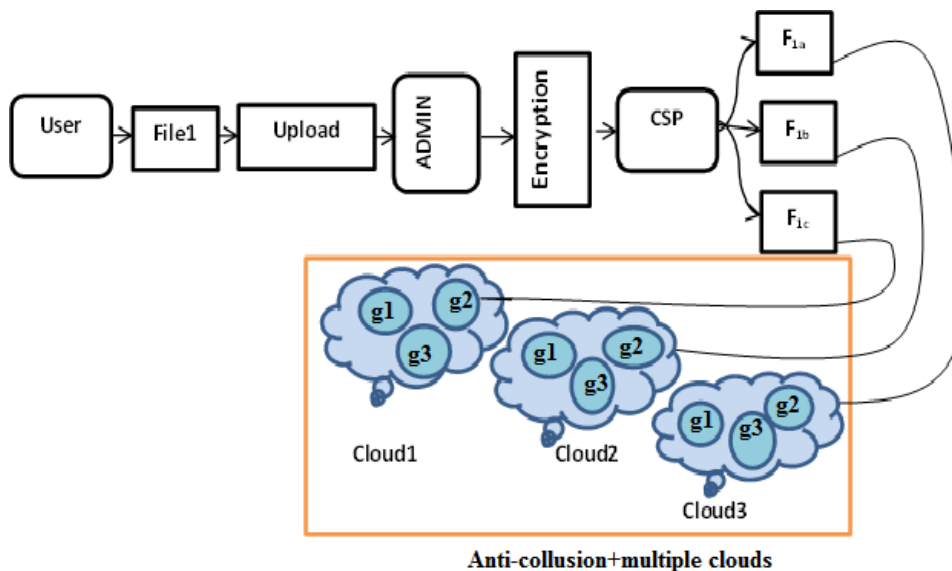 User
File1
Upload
ADMIN
Encryption
CSP
F1a
F1b
F1c
g1
g2
g3
Cloud1
g1
g2
g3
Cloud2
g1
g2
g3
Cloud3
Anti-collusion+multiple clouds